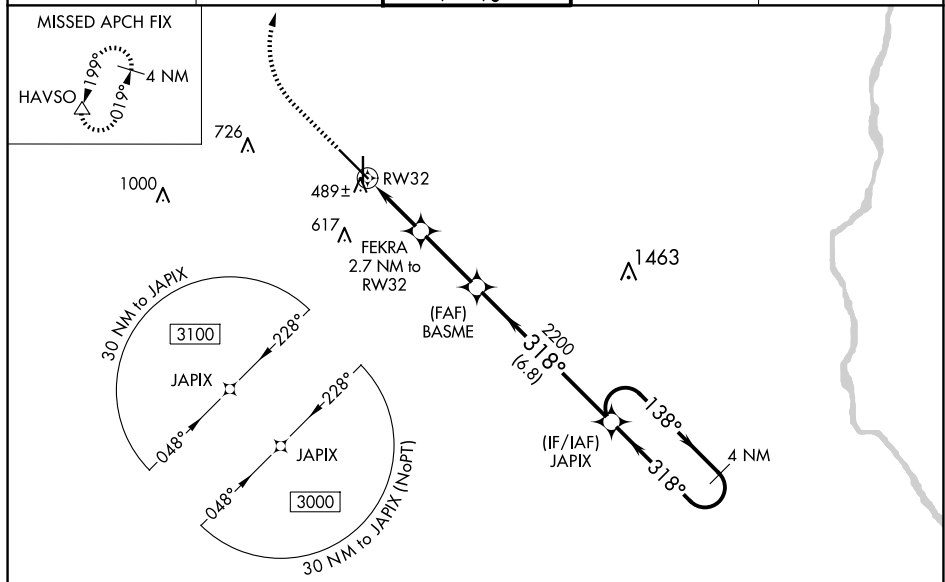 MISSED APCH FIX
HAVSO
199°
019°
4 NM
726
1000
489±
RW32
617
FEKRA
2.7 NM to
RW32
1463
(FAF)
BASME
2200
318°
(6.8)
30 NM to JAPIX
3100
228°
JAPIX
048°
228°
JAPIX
048°
3000
30 NM to JAPIX (NoPT)
(IF/IAF)
JAPIX
138°
318°
4 NM